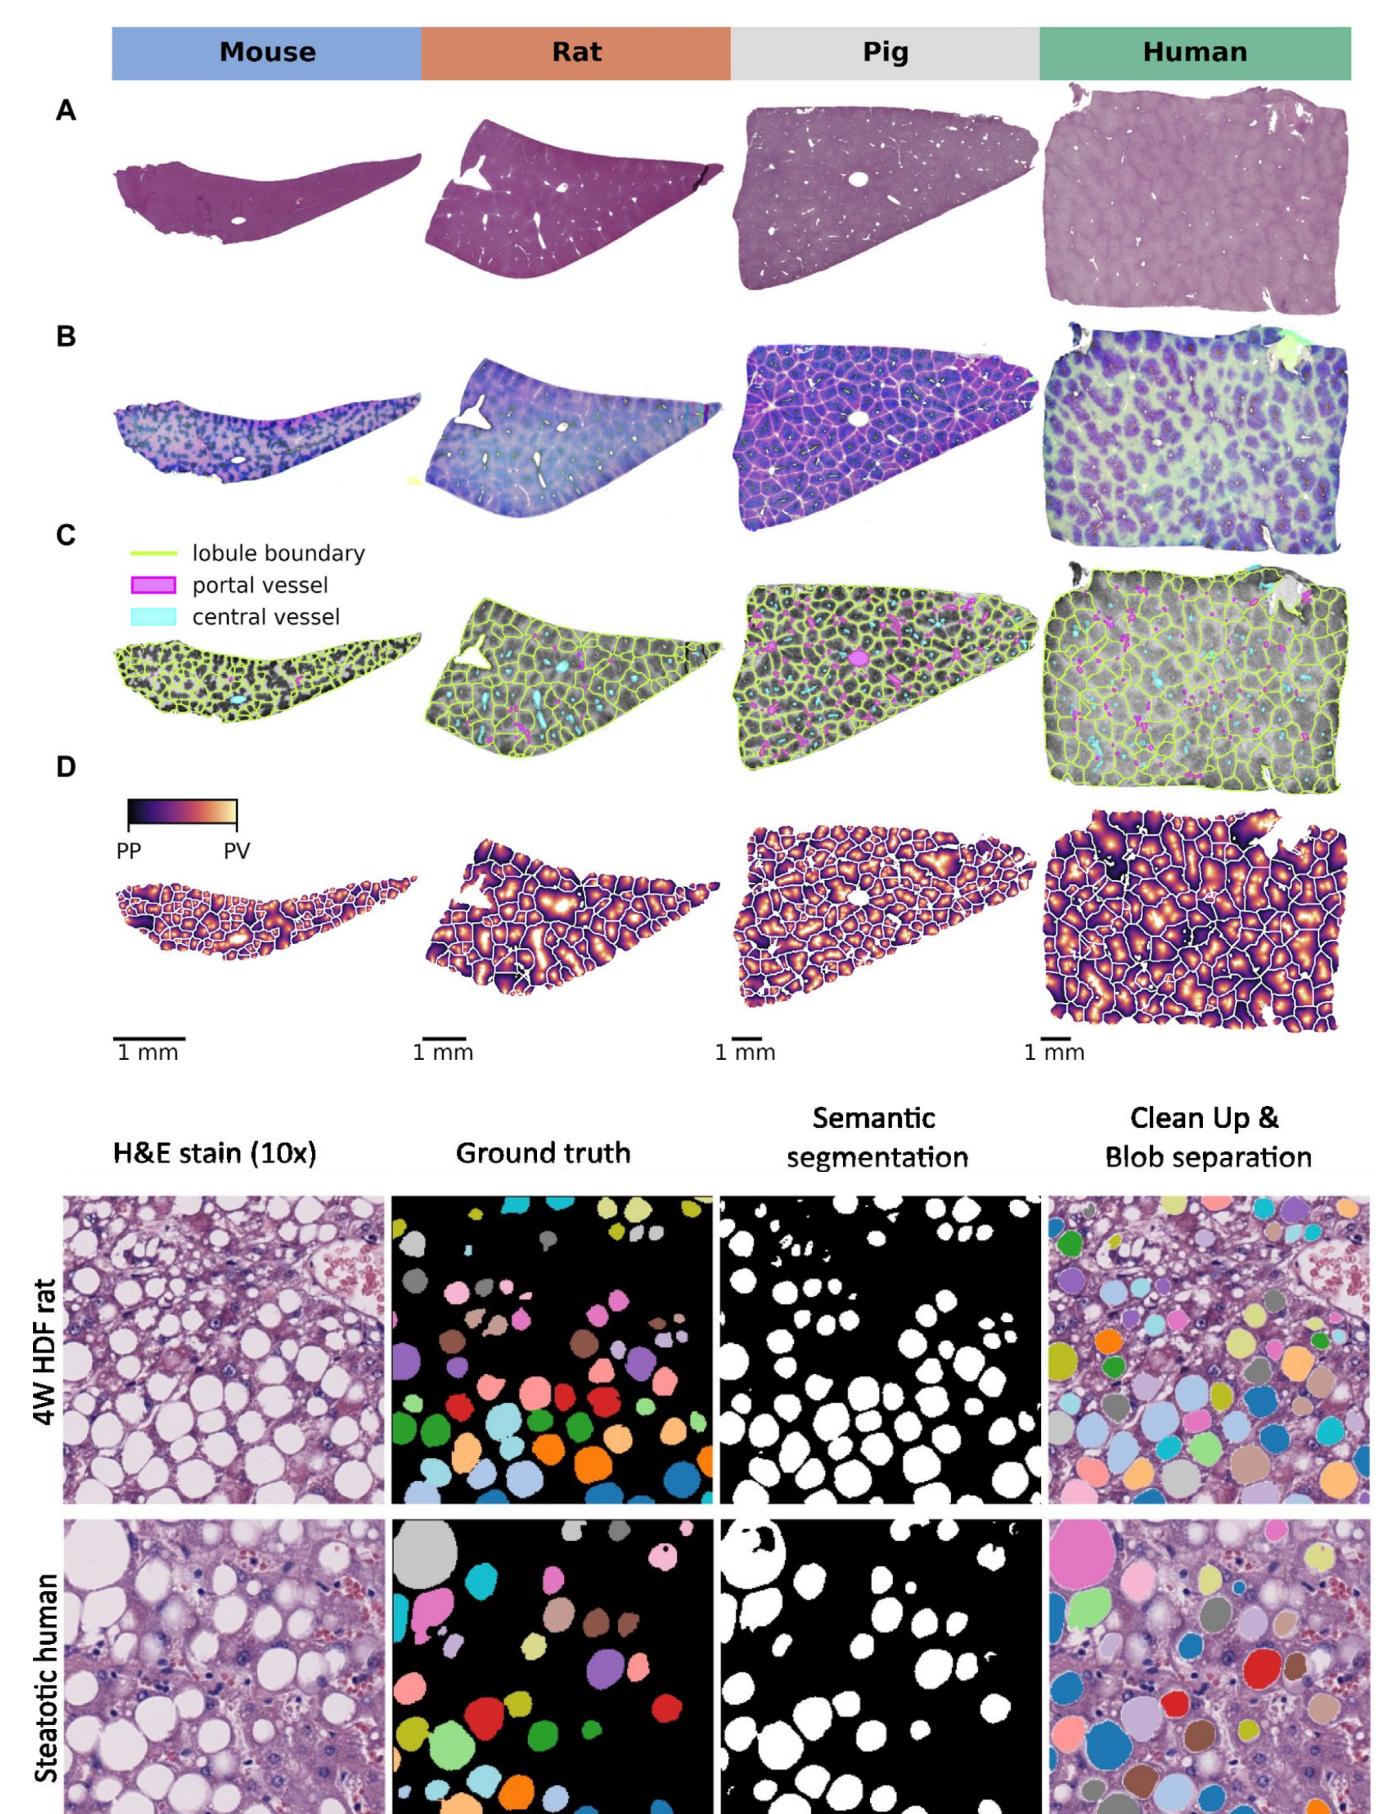 Mouse Rat Pig Human
A
B
C
lobule boundary
portal vessel
central vessel
D
PP PV
1 mm 1 mm 1 mm 1 mm
H&E stain (10x) Ground truth Semantic segmentation Clean Up & Blob separation
4W HDF rat
Steatotic human